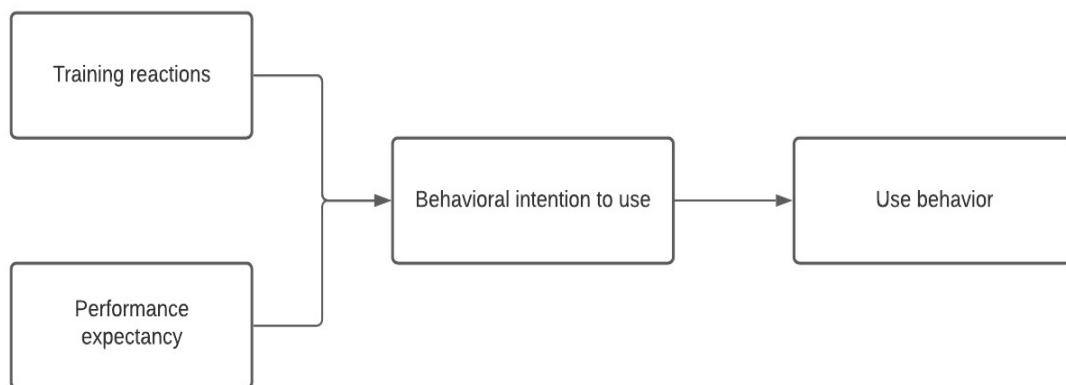 Training reactions
Behavioral intention to use
Use behavior
Performance
expectancy